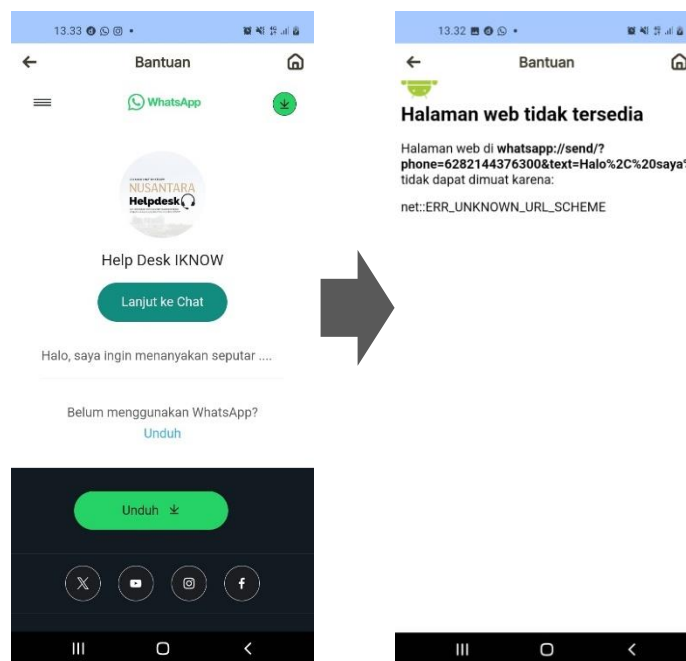 13.33
Bantuan
WhatsApp
NUSANTARA
Helpdesk
Help Desk IKNOW
Lanjut ke Chat
Halo, saya ingin menanyakan seputar ....
Belum menggunakan WhatsApp?
Unduh
Unduh
13.32
Bantuan
Halaman web tidak tersedia
Halaman web di whatsapp://send/?
phone=6282144376300&text=Halo%2C%20saya%
tidak dapat dimuat karena:
net::ERR_UNKNOWN_URL_SCHEME